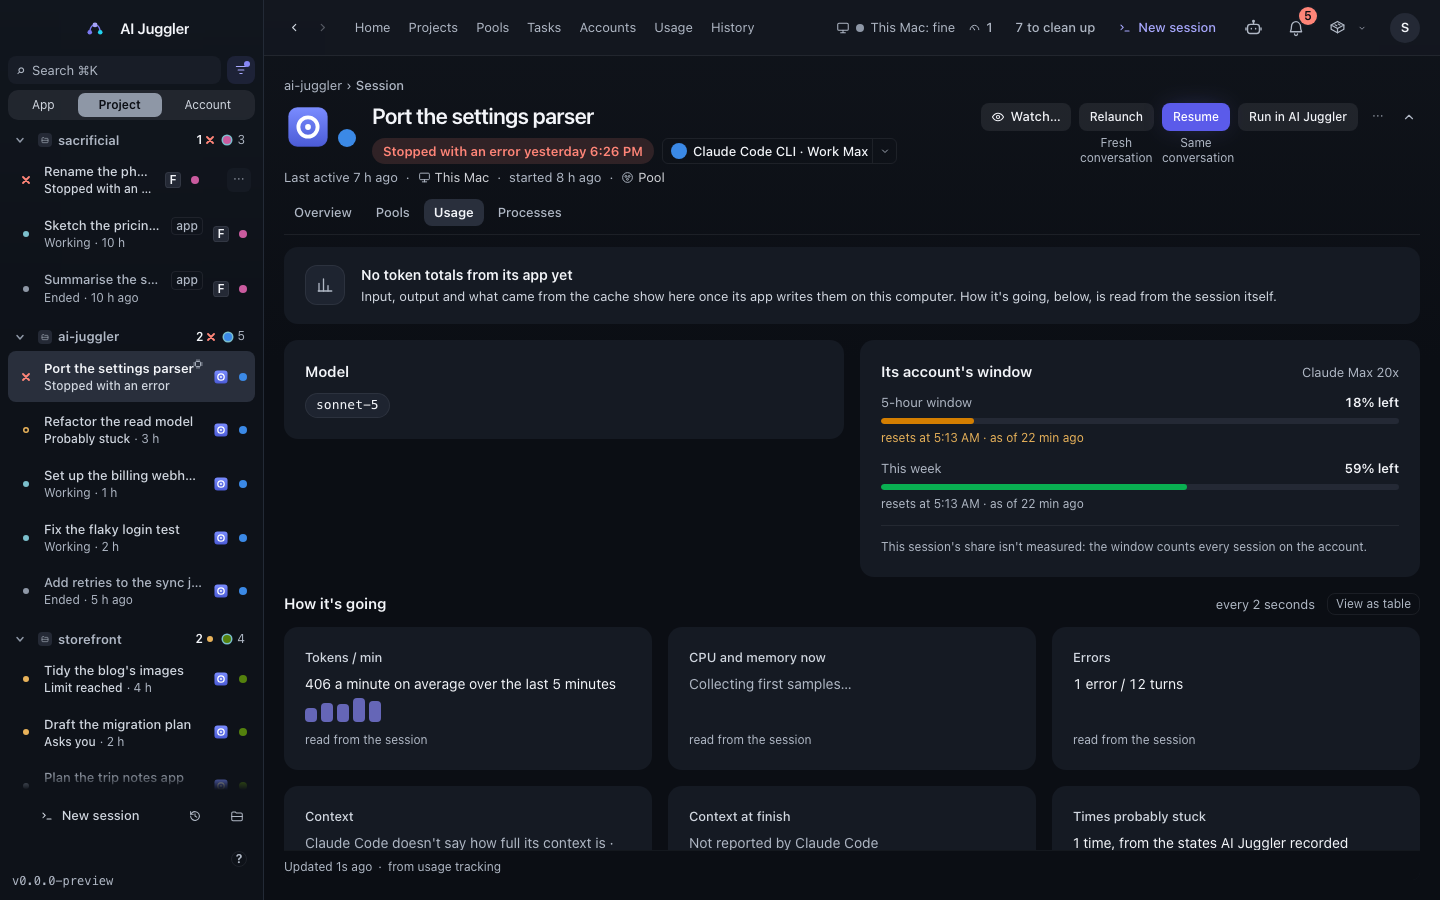 AI Juggler
Search ⌘K
App
Project
Account
sacrificial
1
3
Rename the ph...
Stopped with an ...
F
Sketch the pricin...
app
Working · 10 h
F
Summarise the s...
app
Ended · 10 h ago
F
ai-juggler
2
5
Port the settings parser
Stopped with an error
Refactor the read model
Probably stuck · 3 h
Set up the billing webh...
Working · 1 h
Fix the flaky login test
Working · 2 h
Add retries to the sync j...
Ended · 5 h ago
storefront
2
4
Tidy the blog's images
Limit reached · 4 h
Draft the migration plan
Asks you · 2 h
Plan the trip notes app
New session
?
v0.0.0-preview
Home
Projects
Pools
Tasks
Accounts
Usage
History
This Mac: fine
1
7 to clean up
New session
5
S
ai-juggler › Session
Port the settings parser
Stopped with an error yesterday 6:26 PM
Claude Code CLI · Work Max
Last active 7 h ago · This Mac · started 8 h ago · Pool
Watch...
Relaunch
Resume
Run in AI Juggler
...
Fresh conversation
Same conversation
Overview
Pools
Usage
Processes
No token totals from its app yet
Input, output and what came from the cache show here once its app writes them on this computer. How it's going, below, is read from the session itself.
Model
sonnet-5
Its account's window
Claude Max 20x
5-hour window
18% left
resets at 5:13 AM · as of 22 min ago
This week
59% left
resets at 5:13 AM · as of 22 min ago
This session's share isn't measured: the window counts every session on the account.
How it's going
every 2 seconds
View as table
Tokens / min
406 a minute on average over the last 5 minutes
read from the session
CPU and memory now
Collecting first samples...
read from the session
Errors
1 error / 12 turns
read from the session
Context
Claude Code doesn't say how full its context is ·
Context at finish
Not reported by Claude Code
Times probably stuck
1 time, from the states AI Juggler recorded
Updated 1s ago · from usage tracking